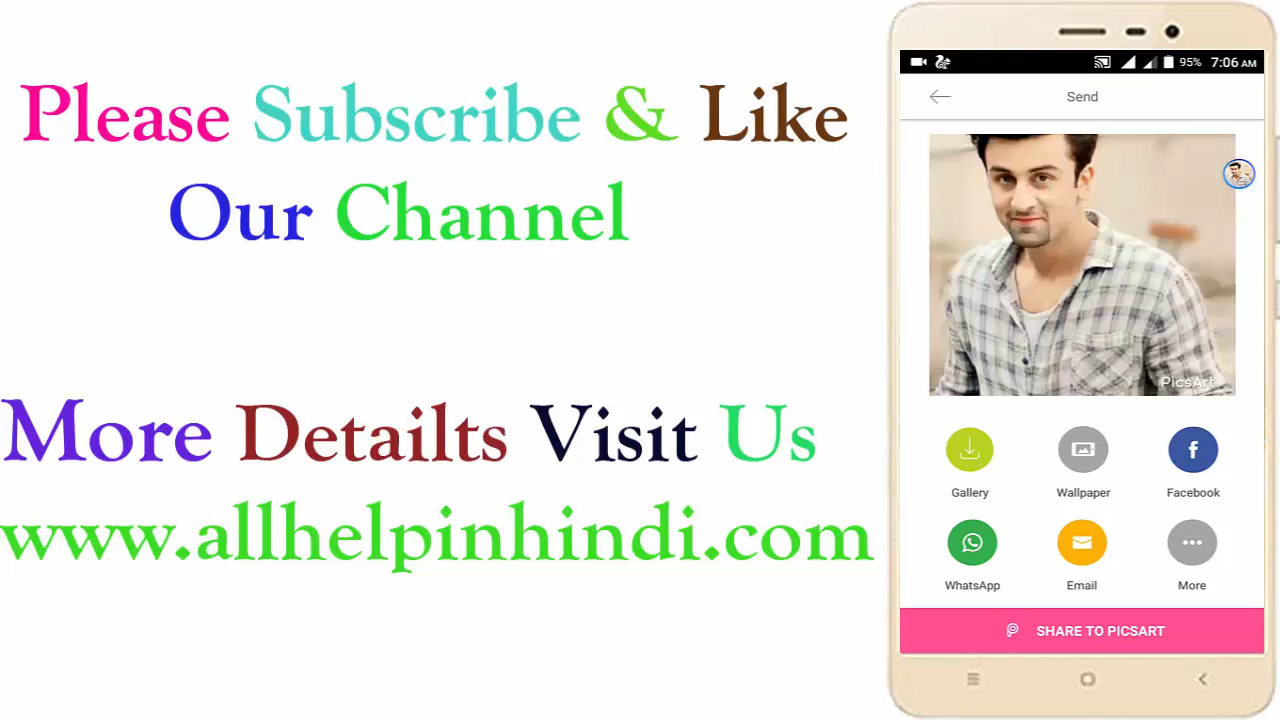 Please Subscribe & Like
Our Channel
More Detailts Visit Us
www.allhelpinhindi.com
95% 7:06 AM
Send
PicsArt
Gallery Wallpaper Facebook
WhatsApp Email More
SHARE TO PICSART